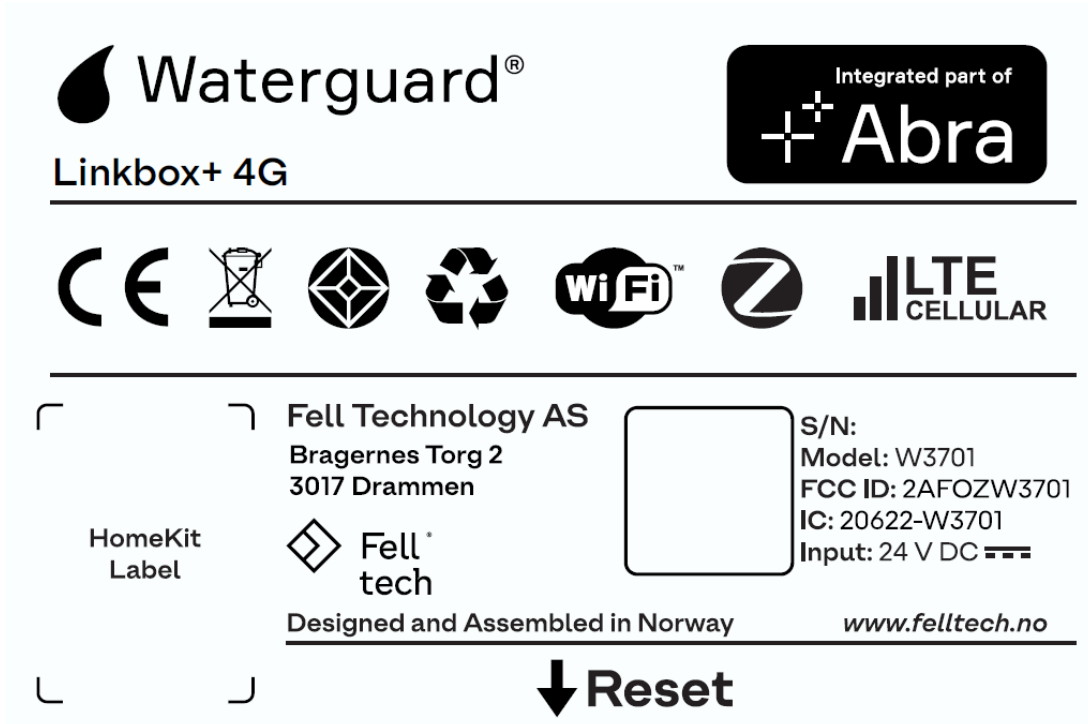 Waterguard®
Integrated part of
Abra
Linkbox+ 4G
CE
WiFi™
Z
LTE
CELLULAR
HomeKit
Label
Fell Technology AS
Bragernes Torg 2
3017 Drammen
Fell
tech
S/N:
Model: W3701
FCC ID: 2AFOZW3701
IC: 20622-W3701
Input: 24 V DC
Designed and Assembled in Norway
www.felltech.no
Reset